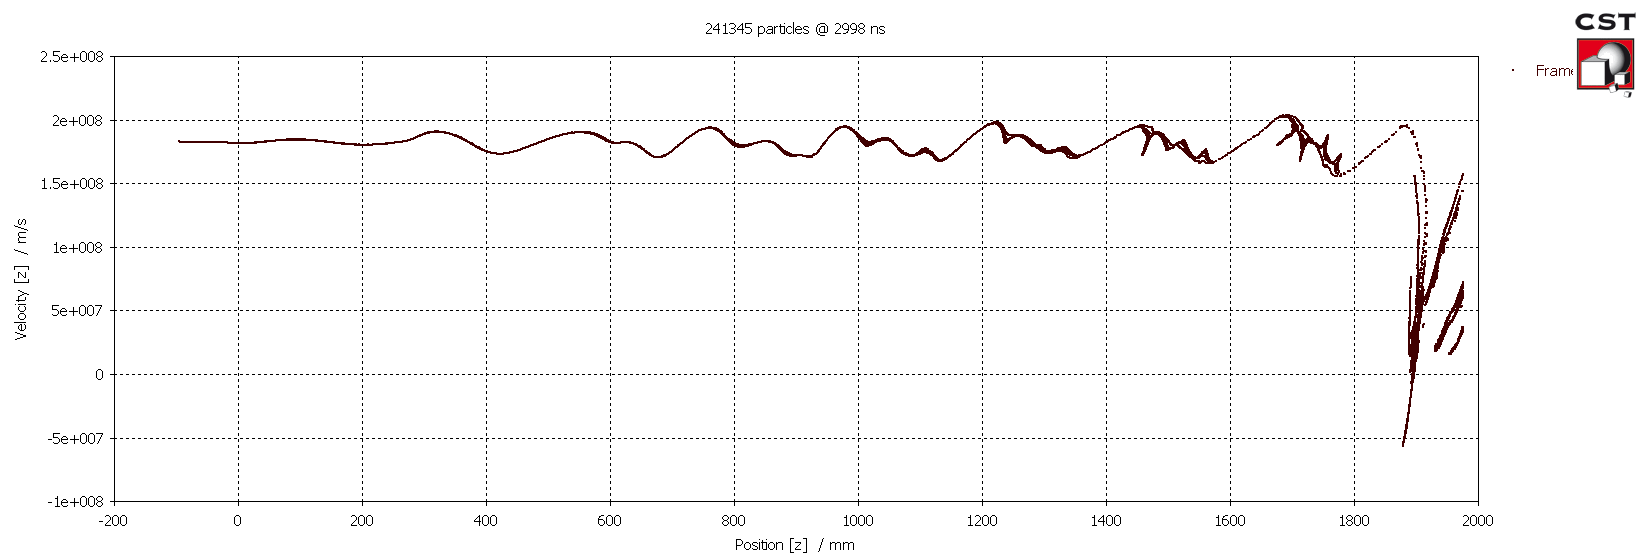 CST
241345 particles @ 2998 ns
2.5e+008
Frame
2e+008
1.5e+008
1e+008
5e+007
0
-5e+007
-1e+008
Velocity [z] / m/s
-200 0 200 400 600 800 1000 1200 1400 1600 1800 2000
Position [z] / mm